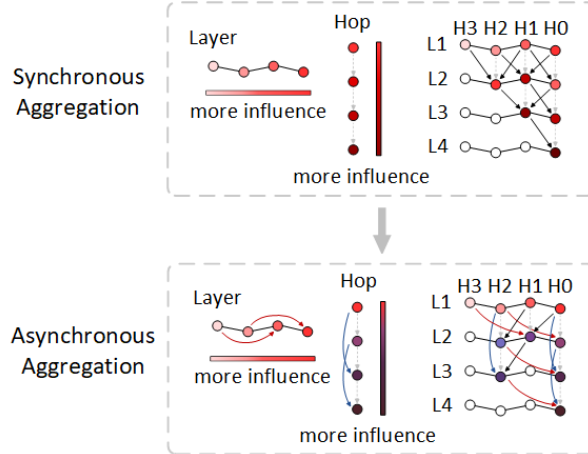 Synchronous
Aggregation
Layer
more influence
Hop
more influence
H3 H2 H1 H0
L1
L2
L3
L4
Asynchronous
Aggregation
Layer
more influence
Hop
more influence
H3 H2 H1 H0
L1
L2
L3
L4